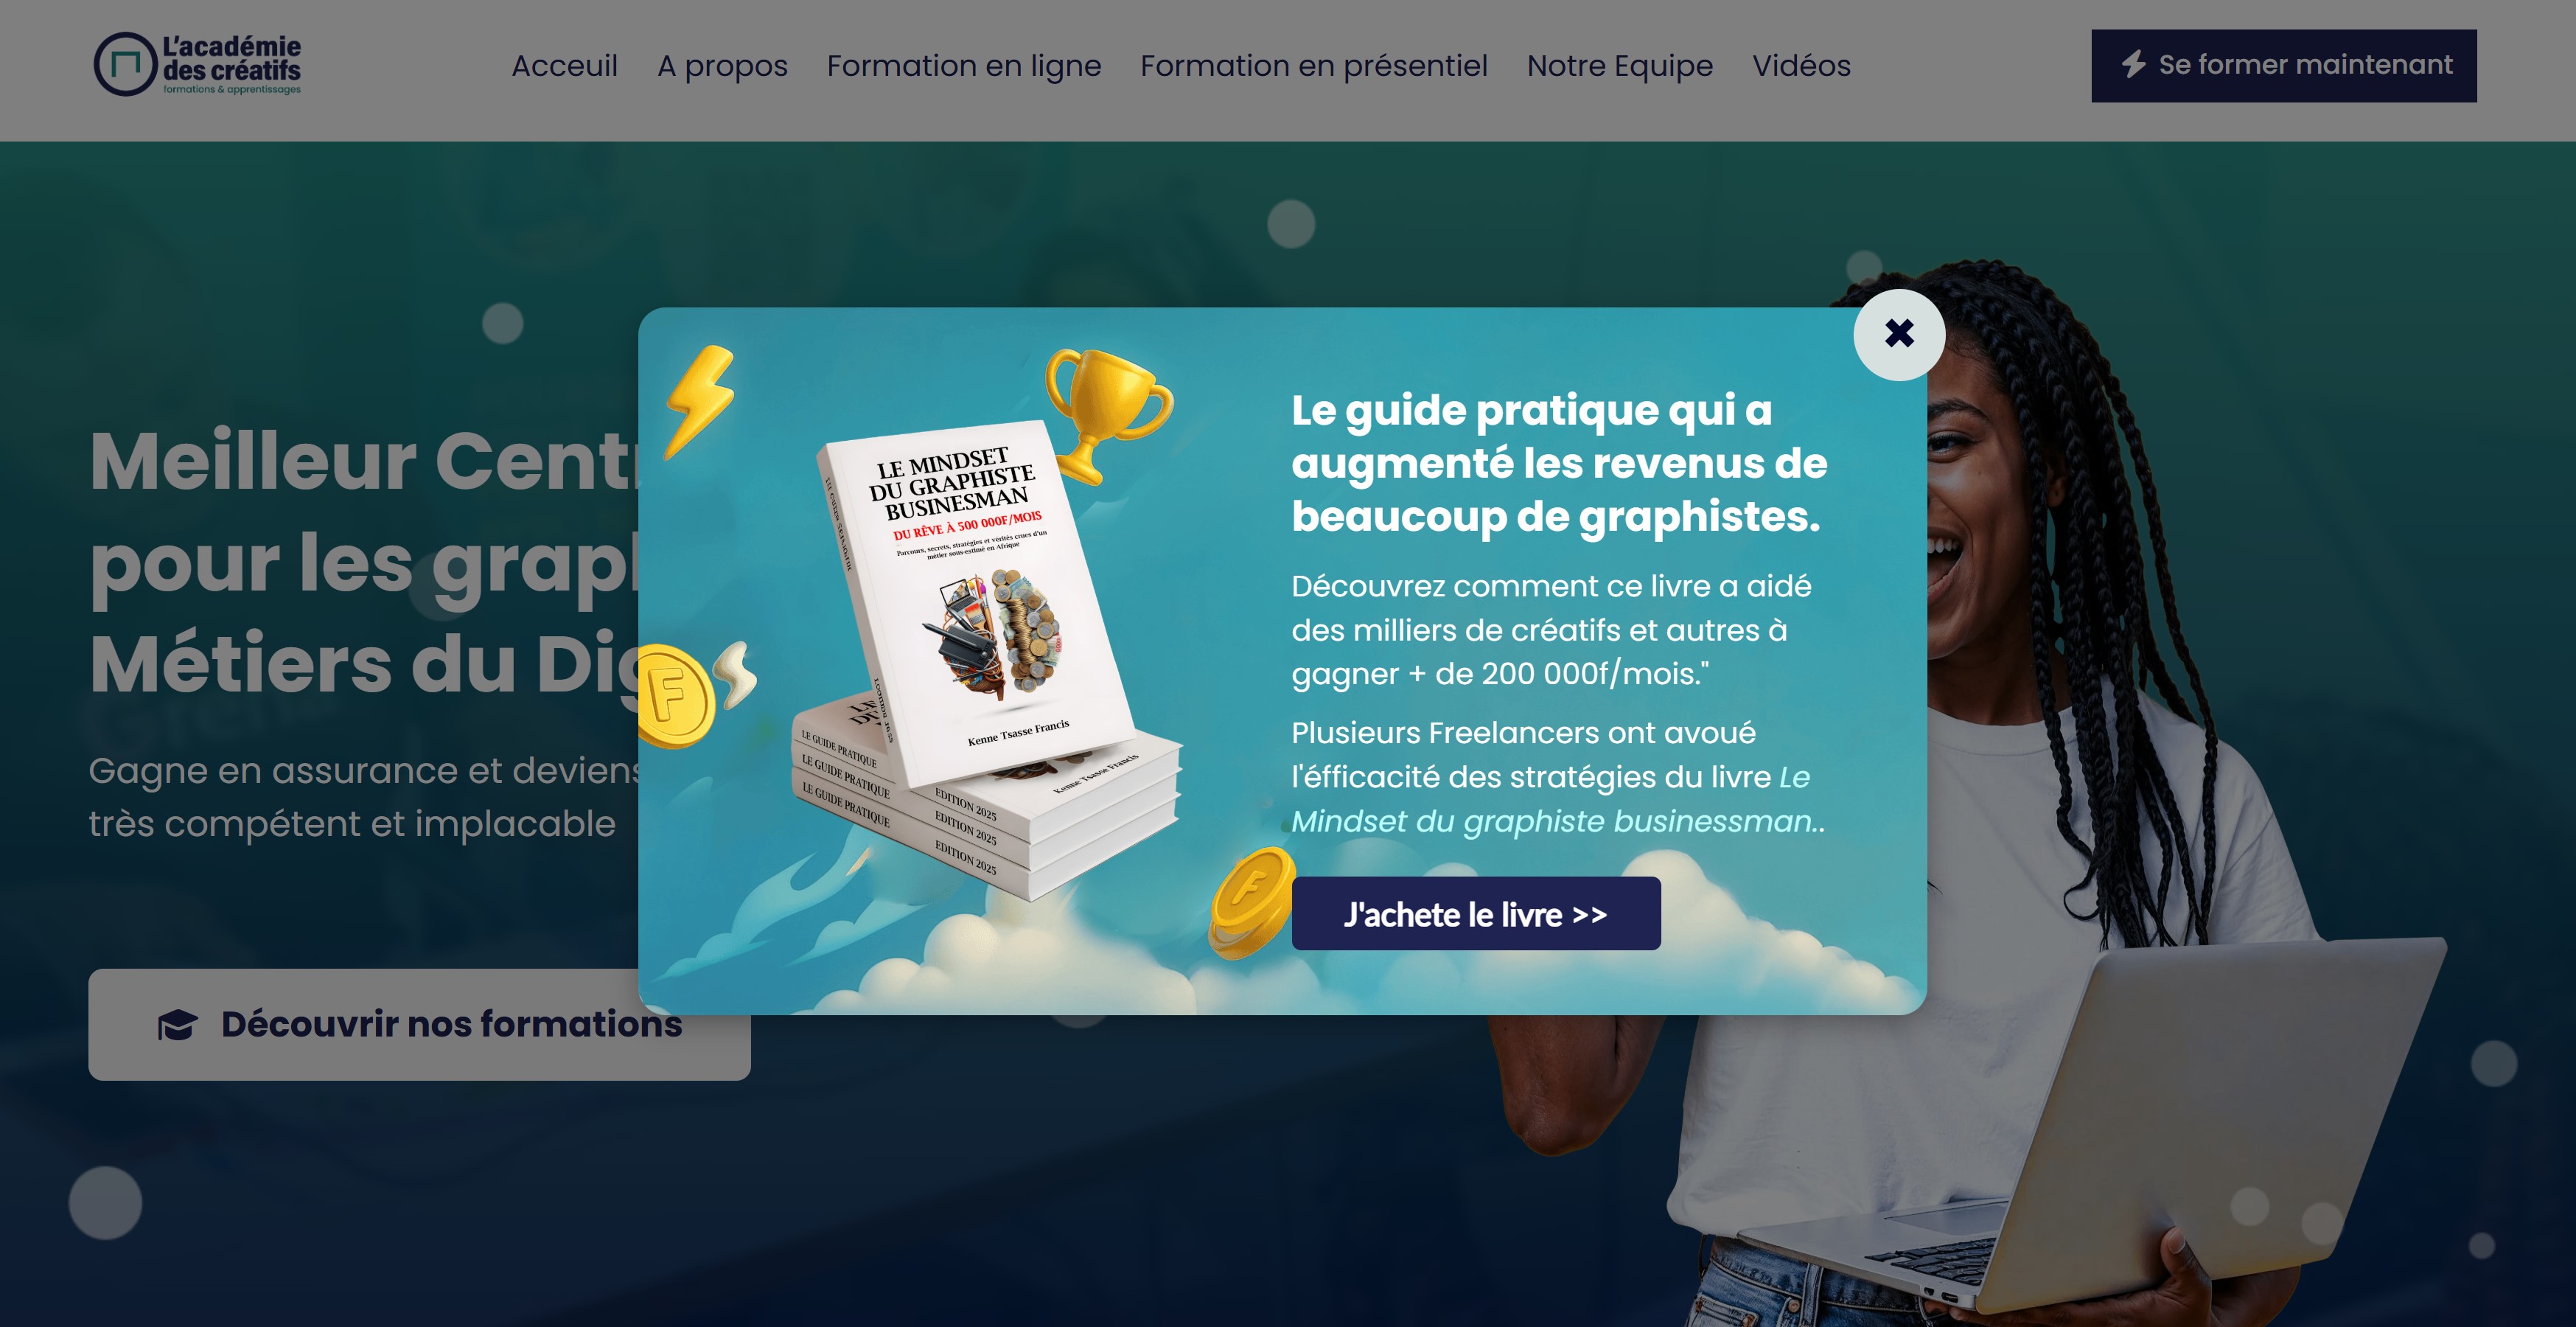 L'académie
des créatifs
formations & apprentissages
Acceuil
A propos
Formation en ligne
Formation en présentiel
Notre Equipe
Vidéos
Se former maintenant
Meilleur Cent
pour les grap
Métiers du Dig
Gagne en assurance et deviens
très compétent et implacable
Découvrir nos formations
LE MINDSET
DU GRAPHISTE
BUSINESMAN
DU RÊVE À 500 000F/MOIS
Parcours, secrets, stratégies et vérités crues d'un
métier sous-estimé en Afrique
Kenne Tsasse Francis
LE GUIDE PRATIQUE
LE GUIDE PRATIQUE
LE GUIDE PRATIQUE
EDITION 2025
EDITION 2025
EDITION 2025
Kenne Tsasse Francis
F
F
Le guide pratique qui a
augmenté les revenus de
beaucoup de graphistes.
Découvrez comment ce livre a aidé
des milliers de créatifs et autres à
gagner + de 200 000f/mois."
Plusieurs Freelancers ont avoué
l'éfficacité des stratégies du livre Le
Mindset du graphiste businessman..
J'achete le livre >>